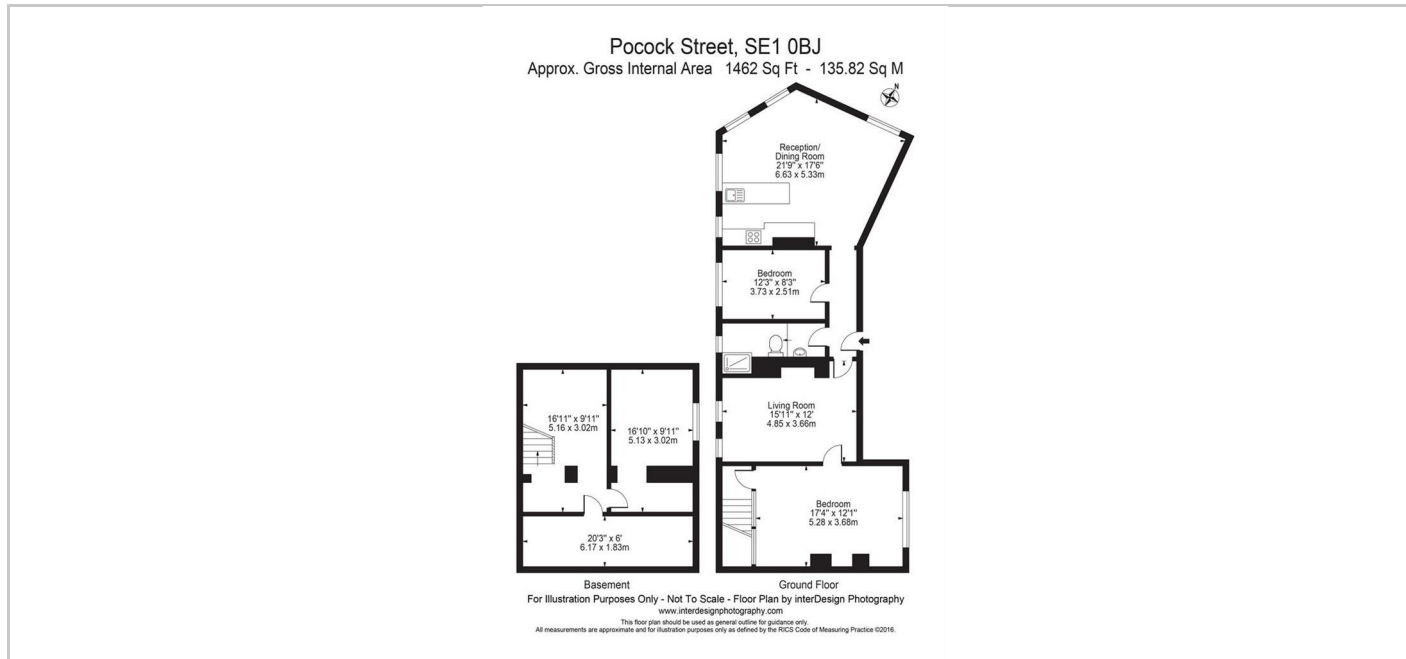 Pocock Street, SE1 0BJ
Approx. Gross Internal Area 1462 Sq Ft - 135.82 Sq M
N
Reception/
Dining Room
21'9" x 17'6"
6.63 x 5.33m
Bedroom
12'3" x 8'3"
3.73 x 2.51m
Living Room
15'11" x 12'
4.85 x 3.66m
16'11" x 9'11"
5.16 x 3.02m
16'10" x 9'11"
5.13 x 3.02m
Bedroom
17'4" x 12'1"
5.28 x 3.68m
20'3" x 6'
6.17 x 1.83m
Basement
Ground Floor
For Illustration Purposes Only - Not To Scale - Floor Plan by interDesign Photography
www.interdesignphotography.com
This floor plan should be used as general outline for guidance only.
All measurements are approximate and for illustration purposes only as defined by the RICS Code of Measuring Practice ©2016.